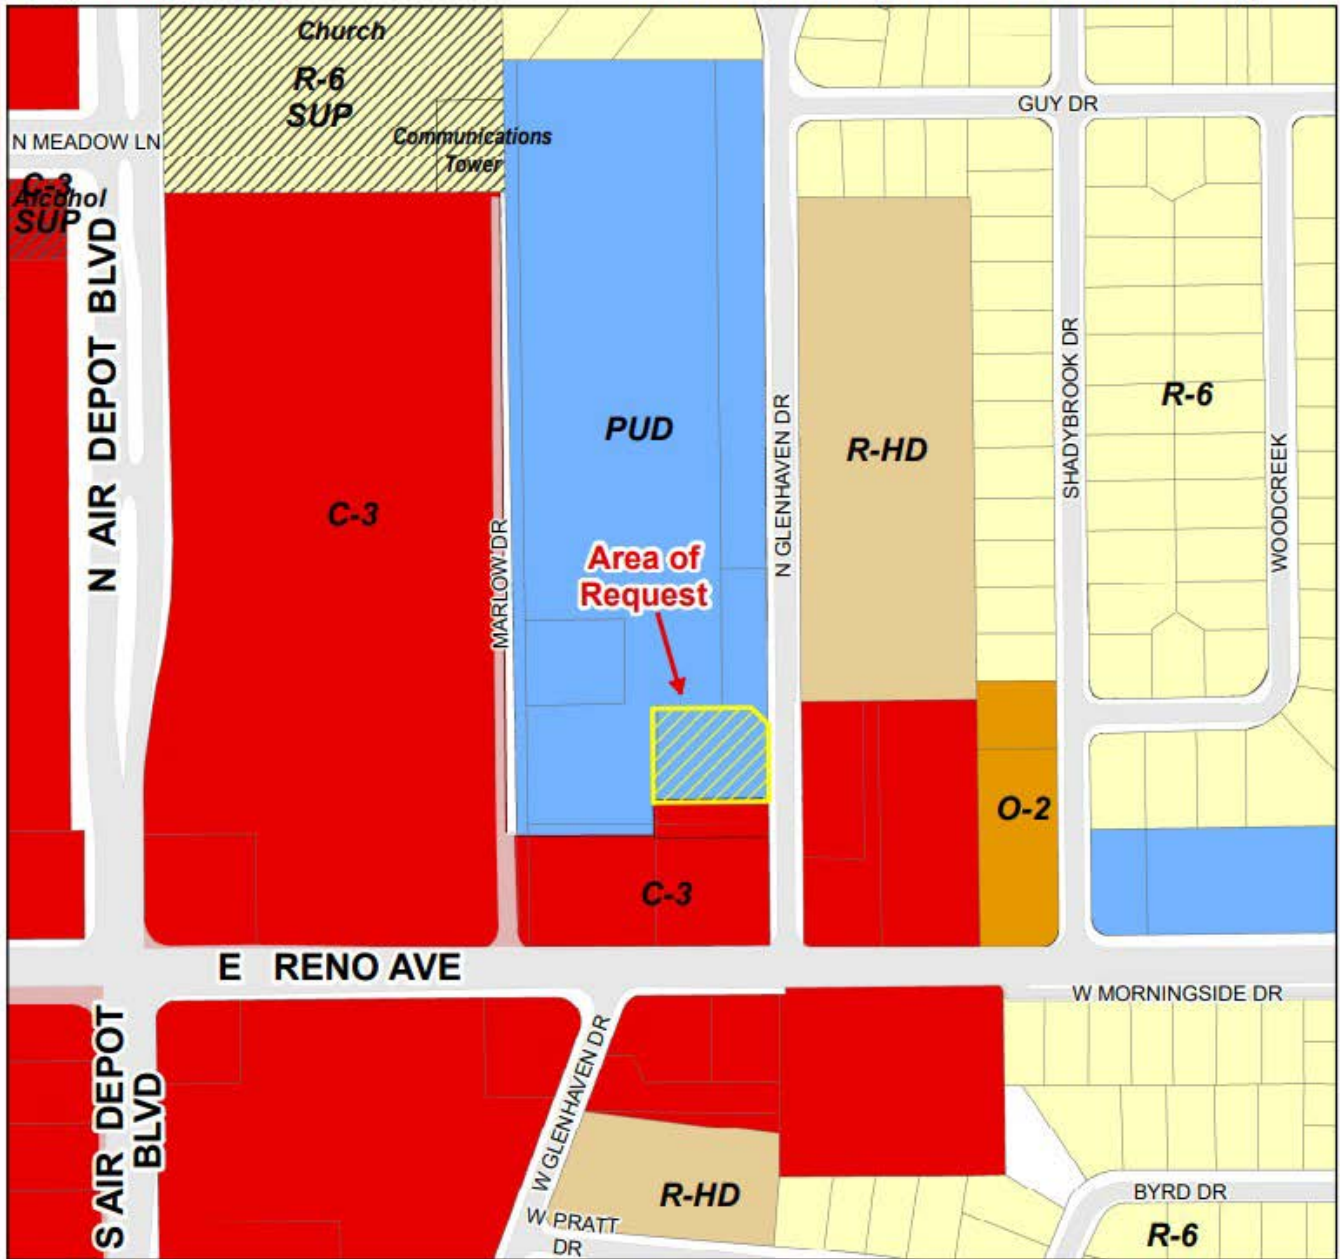 Church
R-6
SUP
Communications
Tower
GUY DR
N MEADOW LN
C-3
Alcohol
SUP
N AIR DEPOT BLVD
PUD
R-HD
R-6
C-3
MARLOW DR
N GLENHAVEN DR
SHADYBROOK DR
WOODCREEK
Area of
Request
O-2
C-3
E RENO AVE
W MORNINGSIDE DR
S AIR DEPOT
BLVD
W GLENHAVEN DR
R-HD
W PRATT
DR
BYRD DR
R-6